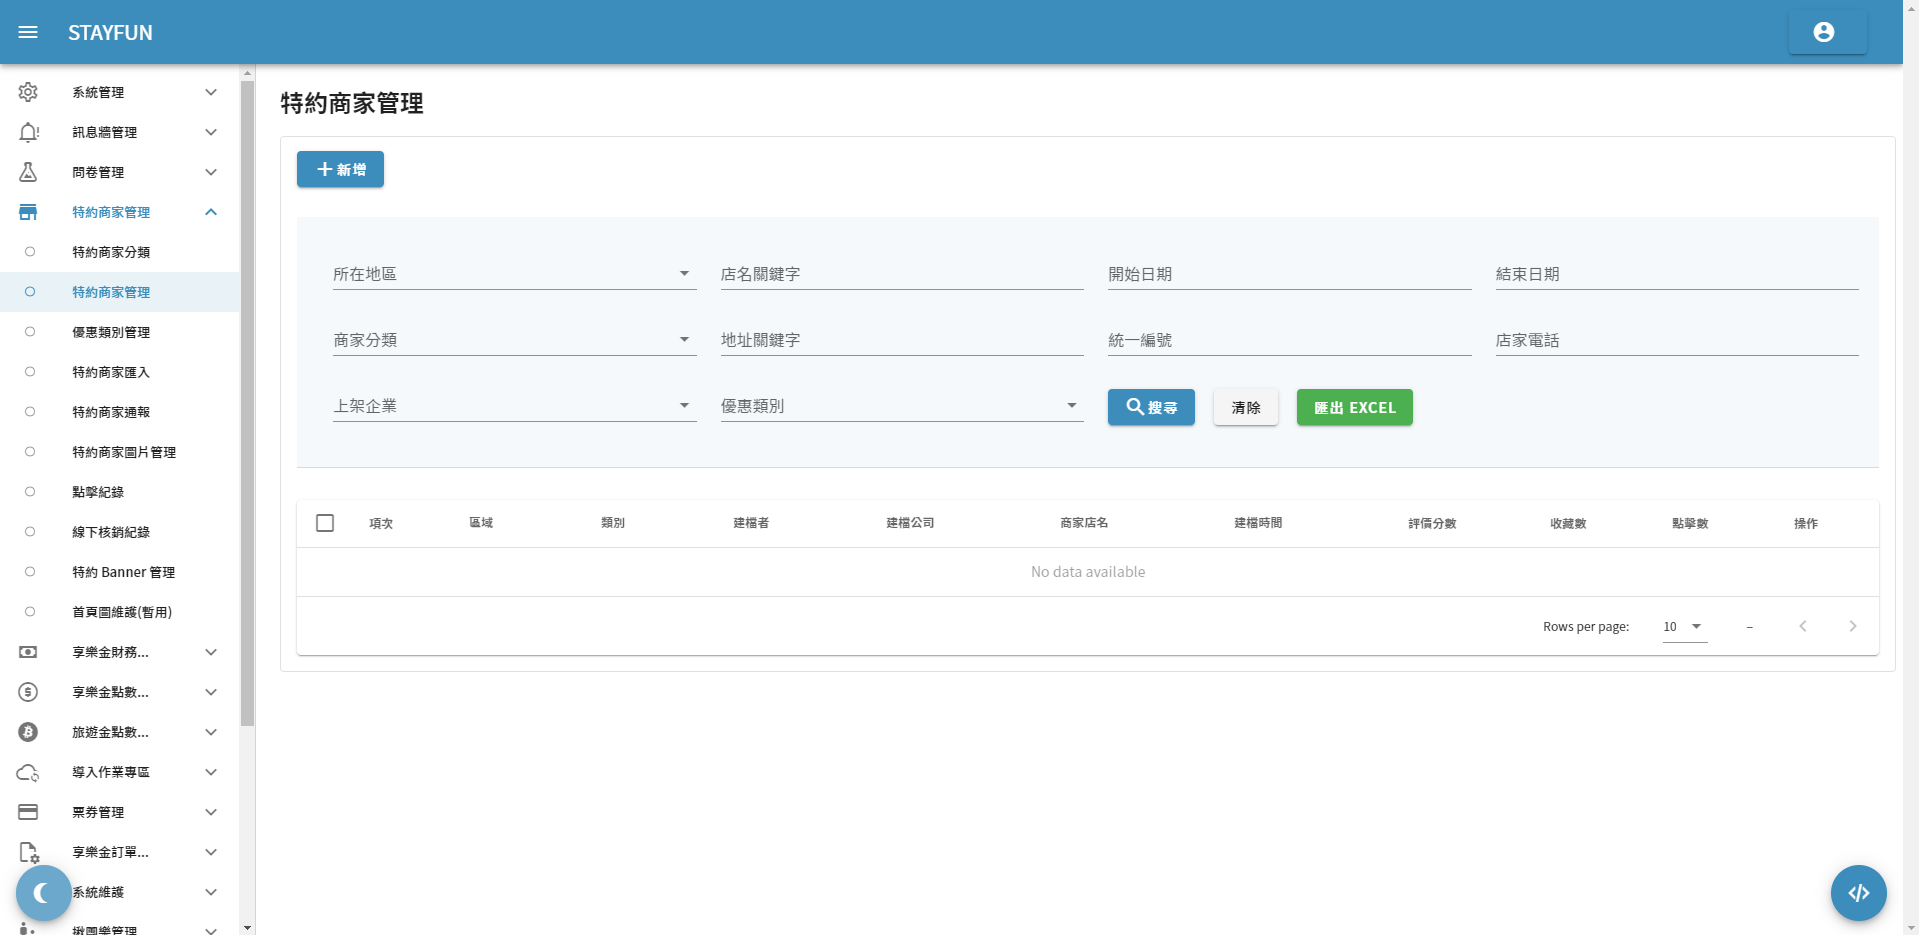 STAYFUN
系統管理
訊息牆管理
問卷管理
特約商家管理
特約商家分類
特約商家管理
優惠類別管理
特約商家匯入
特約商家通報
特約商家圖片管理
點擊紀錄
線下核銷紀錄
特約 Banner 管理
首頁圖維護(暫用)
享樂金財務...
享樂金點數...
旅遊金點數...
導入作業專區
票券管理
享樂金訂單...
系統維護
揪團樂管理
特約商家管理
新增
所在地區 店名關鍵字 開始日期 結束日期
商家分類 地址關鍵字 統一編號 店家電話
上架企業 優惠類別 搜尋 清除 匯出 EXCEL
項次 區域 類別 建檔者 建檔公司 商家店名 建檔時間 評價分數 收藏數 點擊數 操作
No data available
Rows per page: 10 –